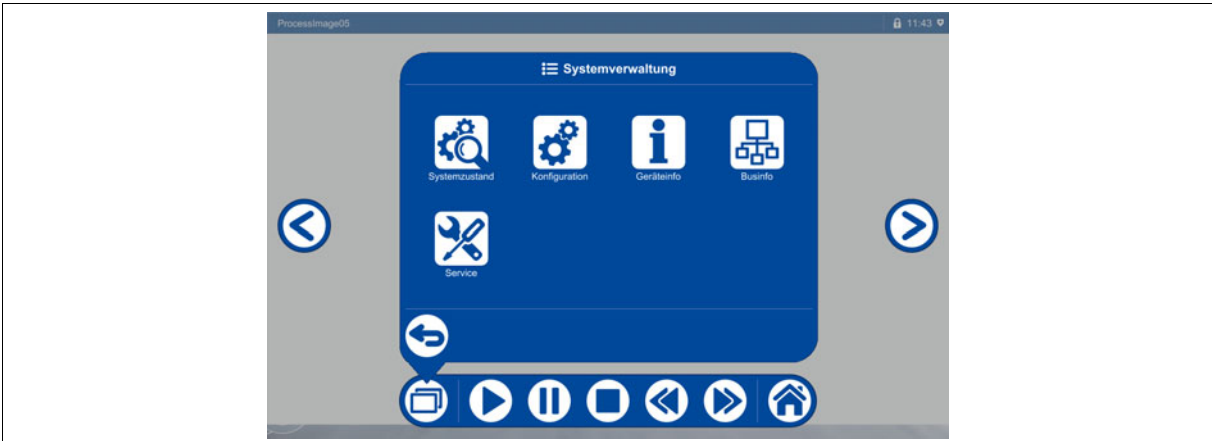 ProcessImage05 11:43
Systemverwaltung
Systemzustand Konfiguration Geräteinfo Businfo
Service